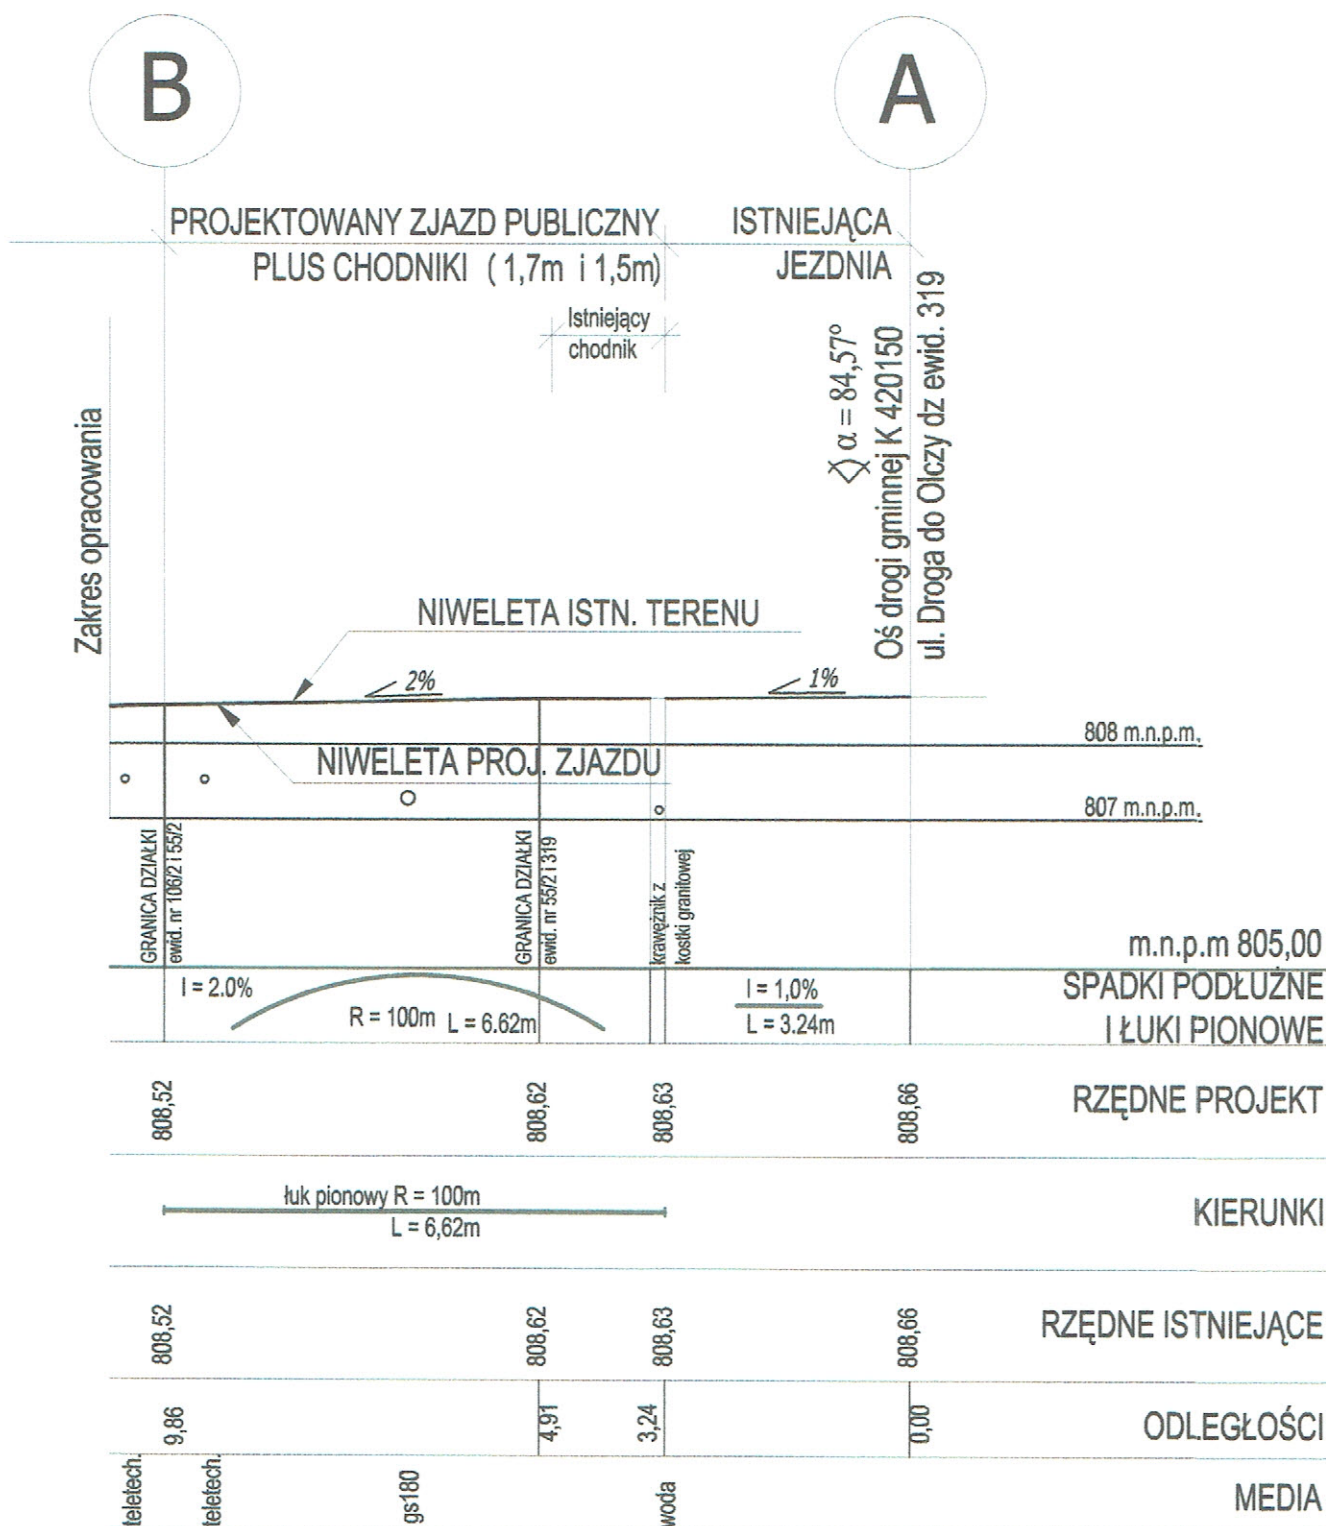 B
A
PROJEKTOWANY ZJAZD PUBLICZNY
PLUS CHODNIKI ( 1,7m i 1,5m)
ISTNIEJĄCA
JEZDNIA
Istniejący
chodnik
Zakres opracowania
α = 84,57°
Oś drogi gminnej K 420150
ul. Droga do Olczy dz ewid. 319
NIWELETA ISTN. TERENU
2%
1%
808 m.n.p.m.
NIWELETA PROJ. ZJAZDU
807 m.n.p.m.
GRANICA DZIAŁKI
ewid. nr 106/2 i 55/2
GRANICA DZIAŁKI
ewid. nr 55/2 i 319
krawężnik z
kostki granitowej
m.n.p.m 805,00
I = 2.0%
R = 100m L = 6.62m
I = 1,0%
L = 3.24m
SPADKI PODŁUŻNE
I ŁUKI PIONOWE
808,52
808,62
808,63
808,66
RZĘDNE PROJEKT
łuk pionowy R = 100m
L = 6,62m
KIERUNKI
808,52
808,62
808,63
808,66
RZĘDNE ISTNIEJĄCE
9,86
4,91
3,24
0,00
ODLEGŁOŚCI
teletech.
teletech.
gs180
woda
MEDIA